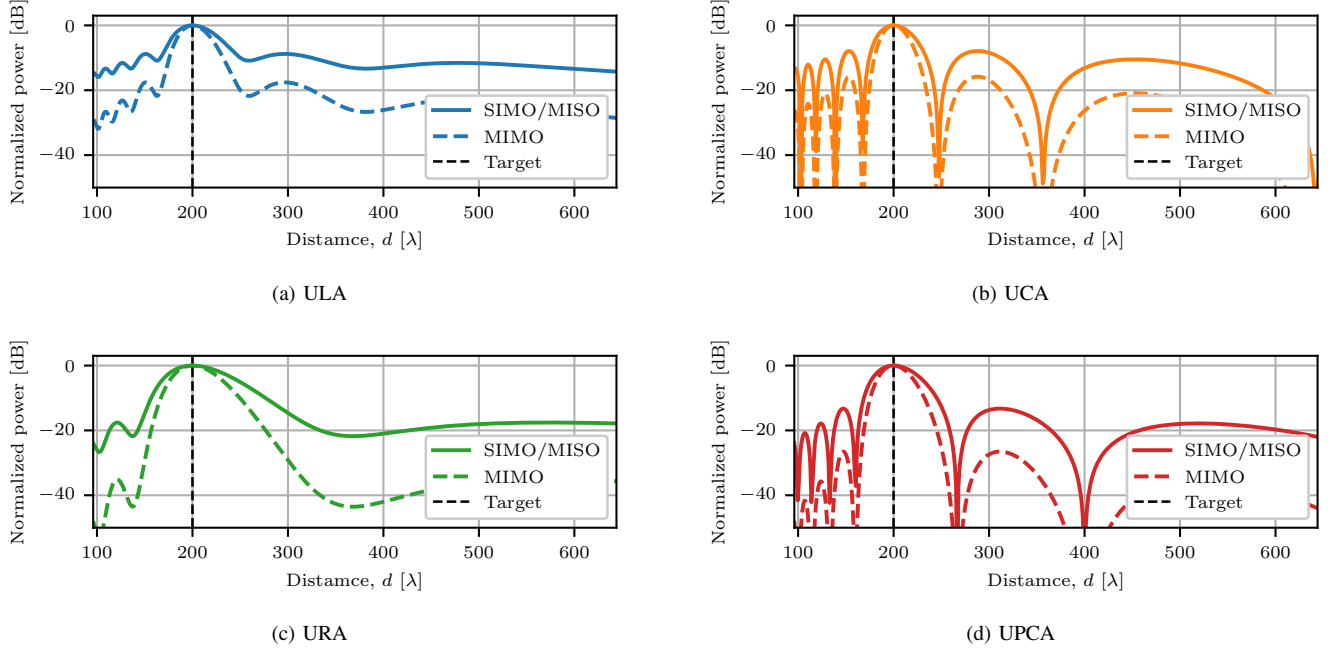 Normalized power [dB]
0
−20
−40
SIMO/MISO
MIMO
Target
100 200 300 400 500 600
Distamce, d [λ]
(a) ULA
Normalized power [dB]
0
−20
−40
SIMO/MISO
MIMO
Target
100 200 300 400 500 600
Distamce, d [λ]
(b) UCA
Normalized power [dB]
0
−20
−40
SIMO/MISO
MIMO
Target
100 200 300 400 500 600
Distamce, d [λ]
(c) URA
Normalized power [dB]
0
−20
−40
SIMO/MISO
MIMO
Target
100 200 300 400 500 600
Distamce, d [λ]
(d) UPCA